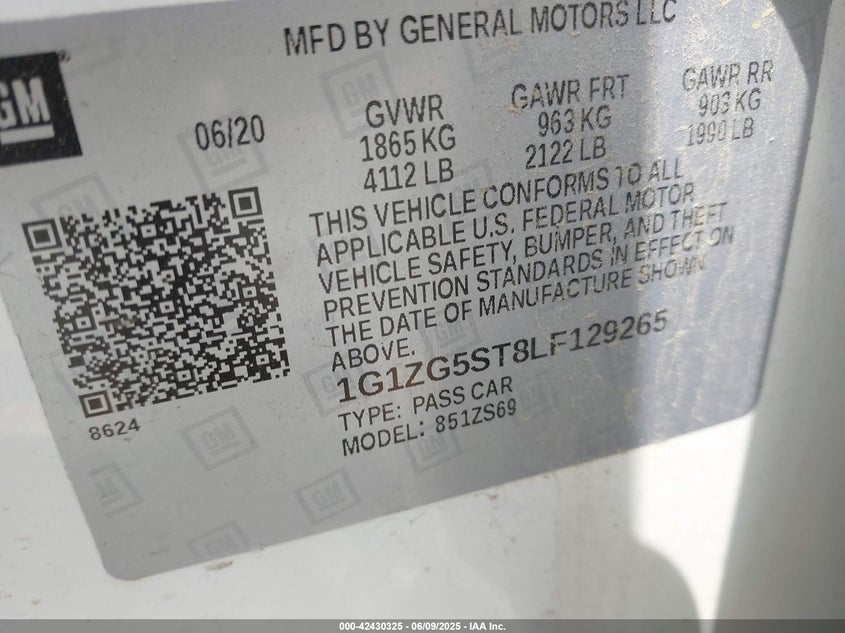 MFD BY GENERAL MOTORS LLC
GM
06/20
GVWR
1865 KG
4112 LB
GAWR FRT
963 KG
2122 LB
GAWR RR
903 KG
1990 LB
THIS VEHICLE CONFORMS TO ALL
APPLICABLE U.S. FEDERAL MOTOR
VEHICLE SAFETY, BUMPER, AND THEFT
PREVENTION STANDARDS IN EFFECT ON
THE DATE OF MANUFACTURE SHOWN
ABOVE.
1G1ZG5ST8LF129265
TYPE: PASS CAR
MODEL: 851ZS69
8624
000-42430325 - 06/09/2025 - IAA Inc.